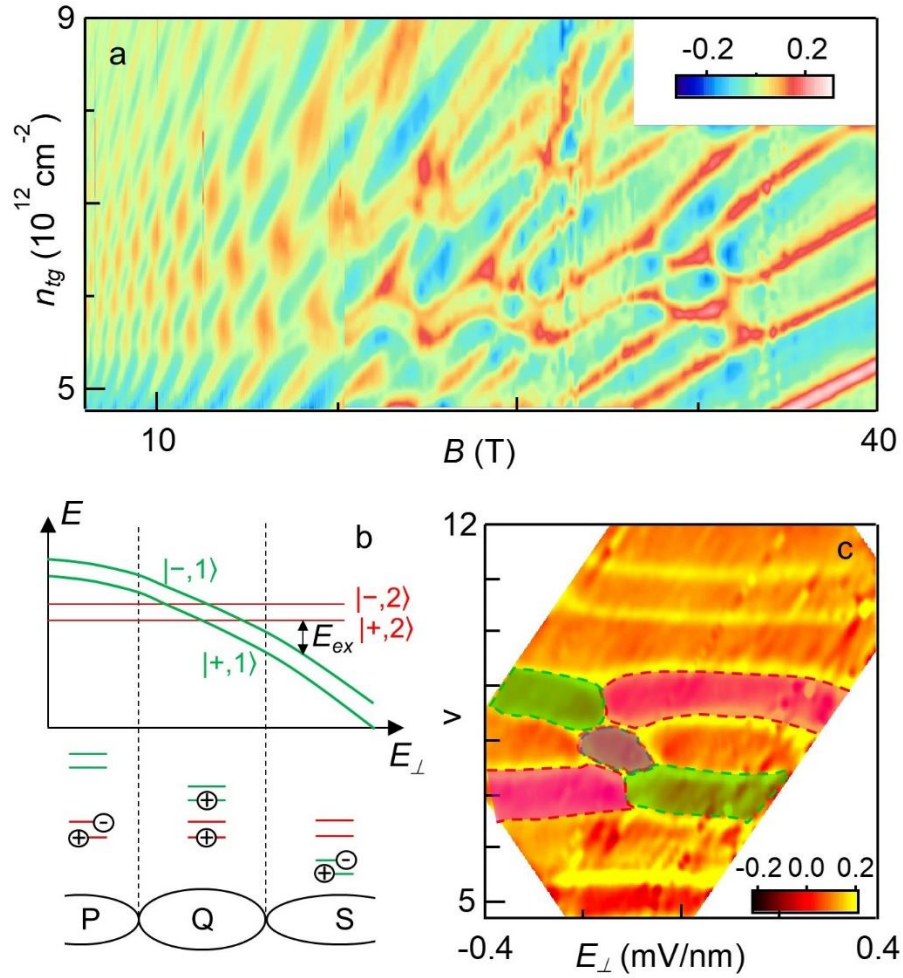 9
a
-0.2 0.2
n_tg (10^12 cm^-2)
5
10 40
B (T)
E
b
|−,1⟩
|−,2⟩
|+,2⟩
E_ex
|+,1⟩
E_⊥
+ − + + + −
P Q S
12
c
ν
5
-0.2 0.0 0.2
-0.4 0.4
E_⊥ (mV/nm)